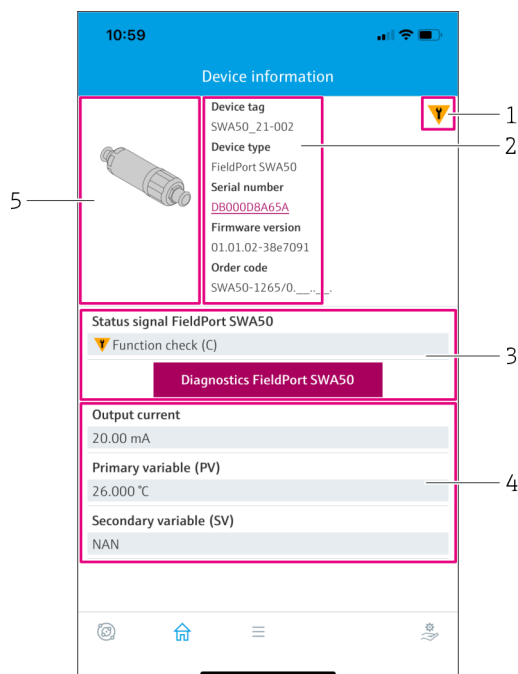 10:59
Device information
Device tag
SWA50_21-002
Device type
FieldPort SWA50
Serial number
DB000D8A65A
Firmware version
01.01.02-38e7091
Order code
SWA50-1265/0.__..__.
Status signal FieldPort SWA50
Function check (C)
Diagnostics FieldPort SWA50
Output current
20.00 mA
Primary variable (PV)
26.000 °C
Secondary variable (SV)
NAN
1
2
3
4
5